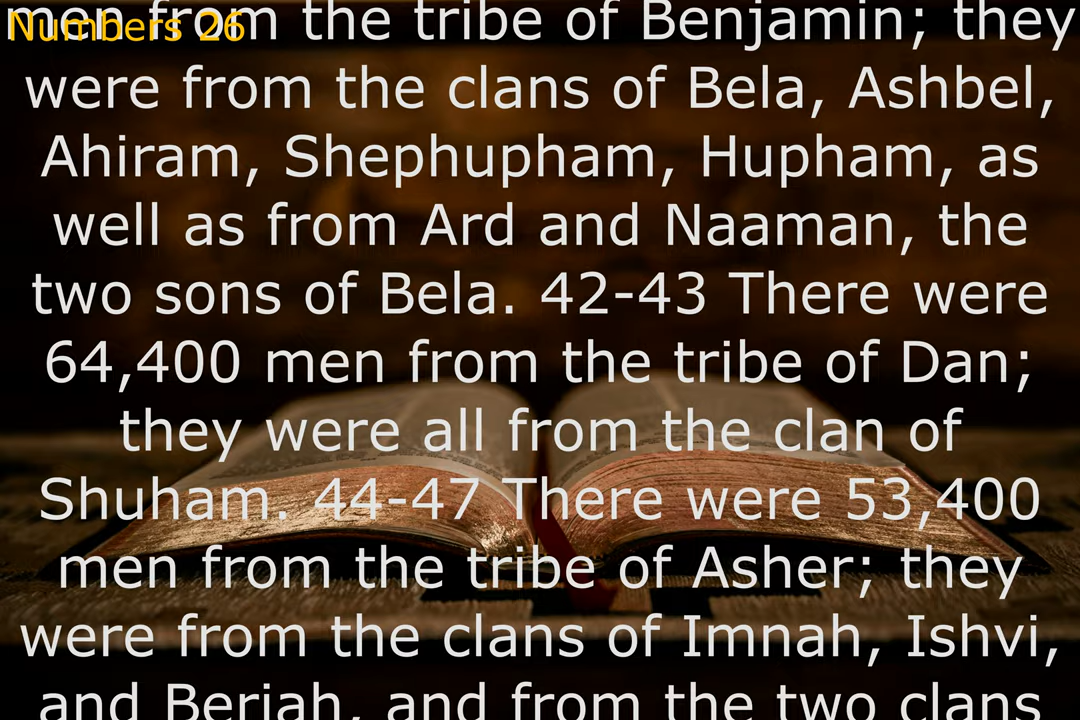 Numbers 26
men from the tribe of Benjamin; they
were from the clans of Bela, Ashbel,
Ahiram, Shephupham, Hupham, as
well as from Ard and Naaman, the
two sons of Bela. 42-43 There were
64,400 men from the tribe of Dan;
they were all from the clan of
Shuham. 44-47 There were 53,400
men from the tribe of Asher; they
were from the clans of Imnah, Ishvi,
and Beriah, and from the two clans